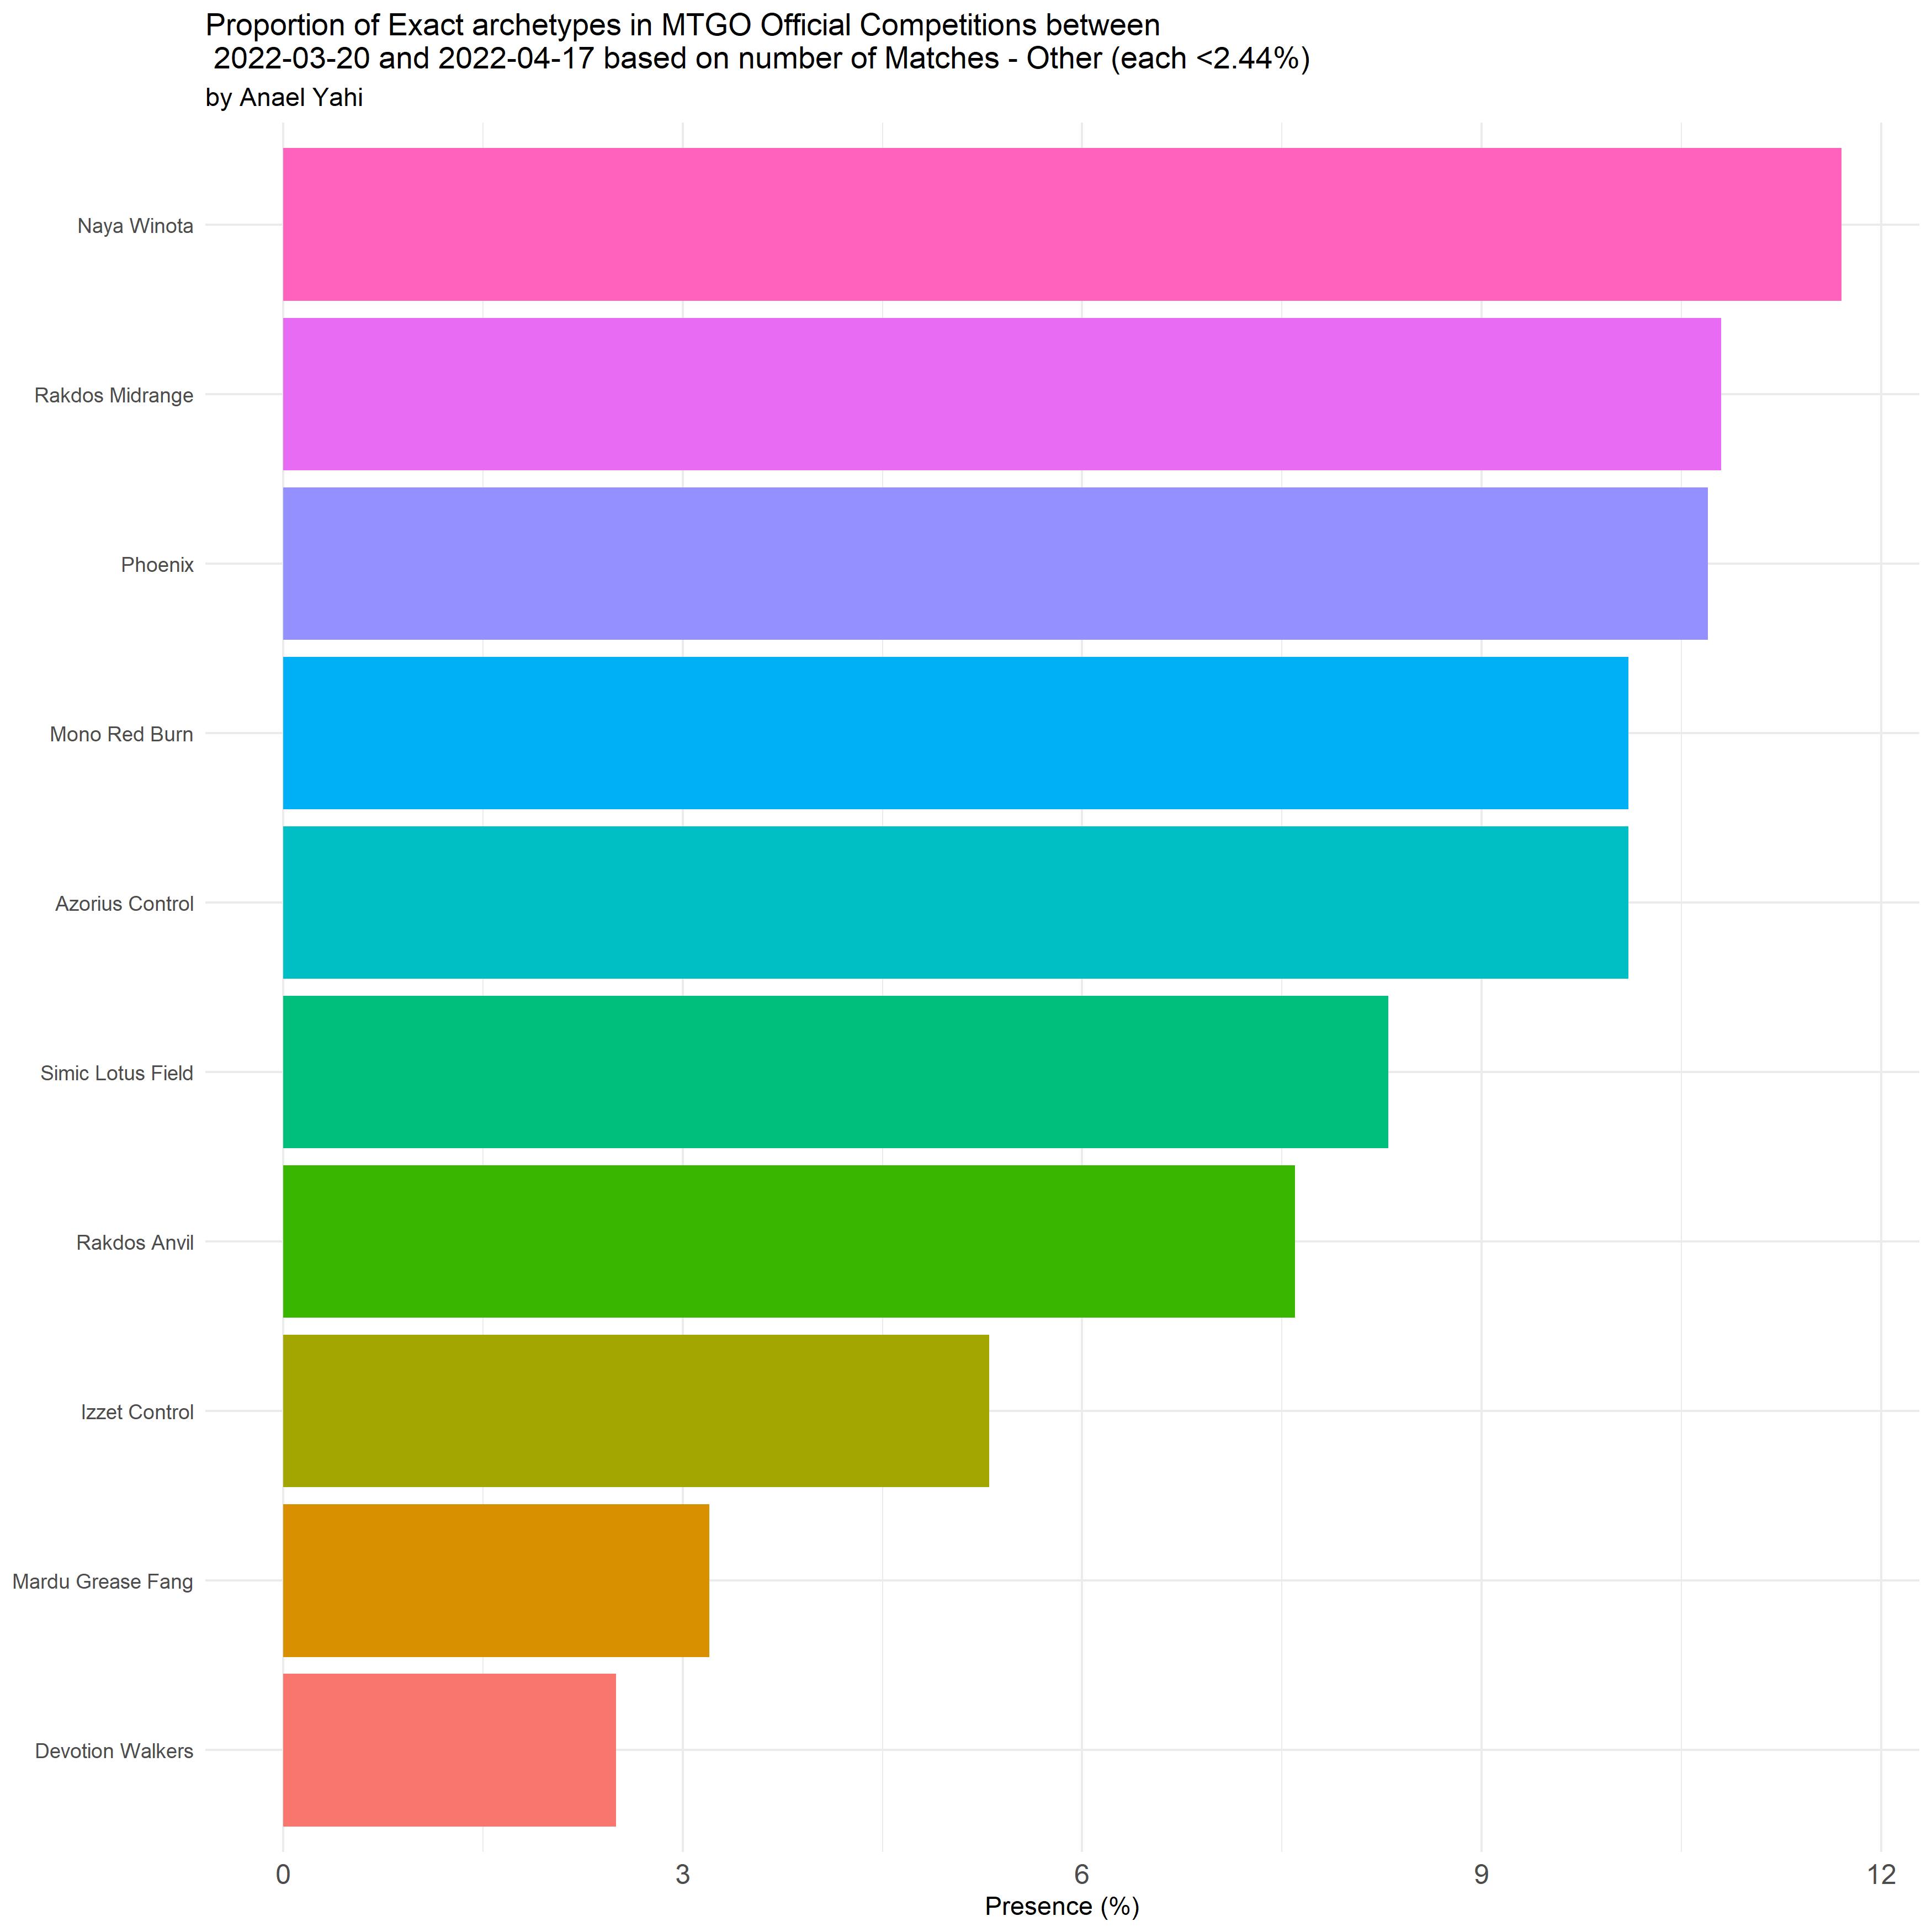 Proportion of Exact archetypes in MTGO Official Competitions between
2022-03-20 and 2022-04-17 based on number of Matches - Other (each <2.44%)
by Anael Yahi
Naya Winota
Rakdos Midrange
Phoenix
Mono Red Burn
Azorius Control
Simic Lotus Field
Rakdos Anvil
Izzet Control
Mardu Grease Fang
Devotion Walkers
0 3 6 9 12
Presence (%)